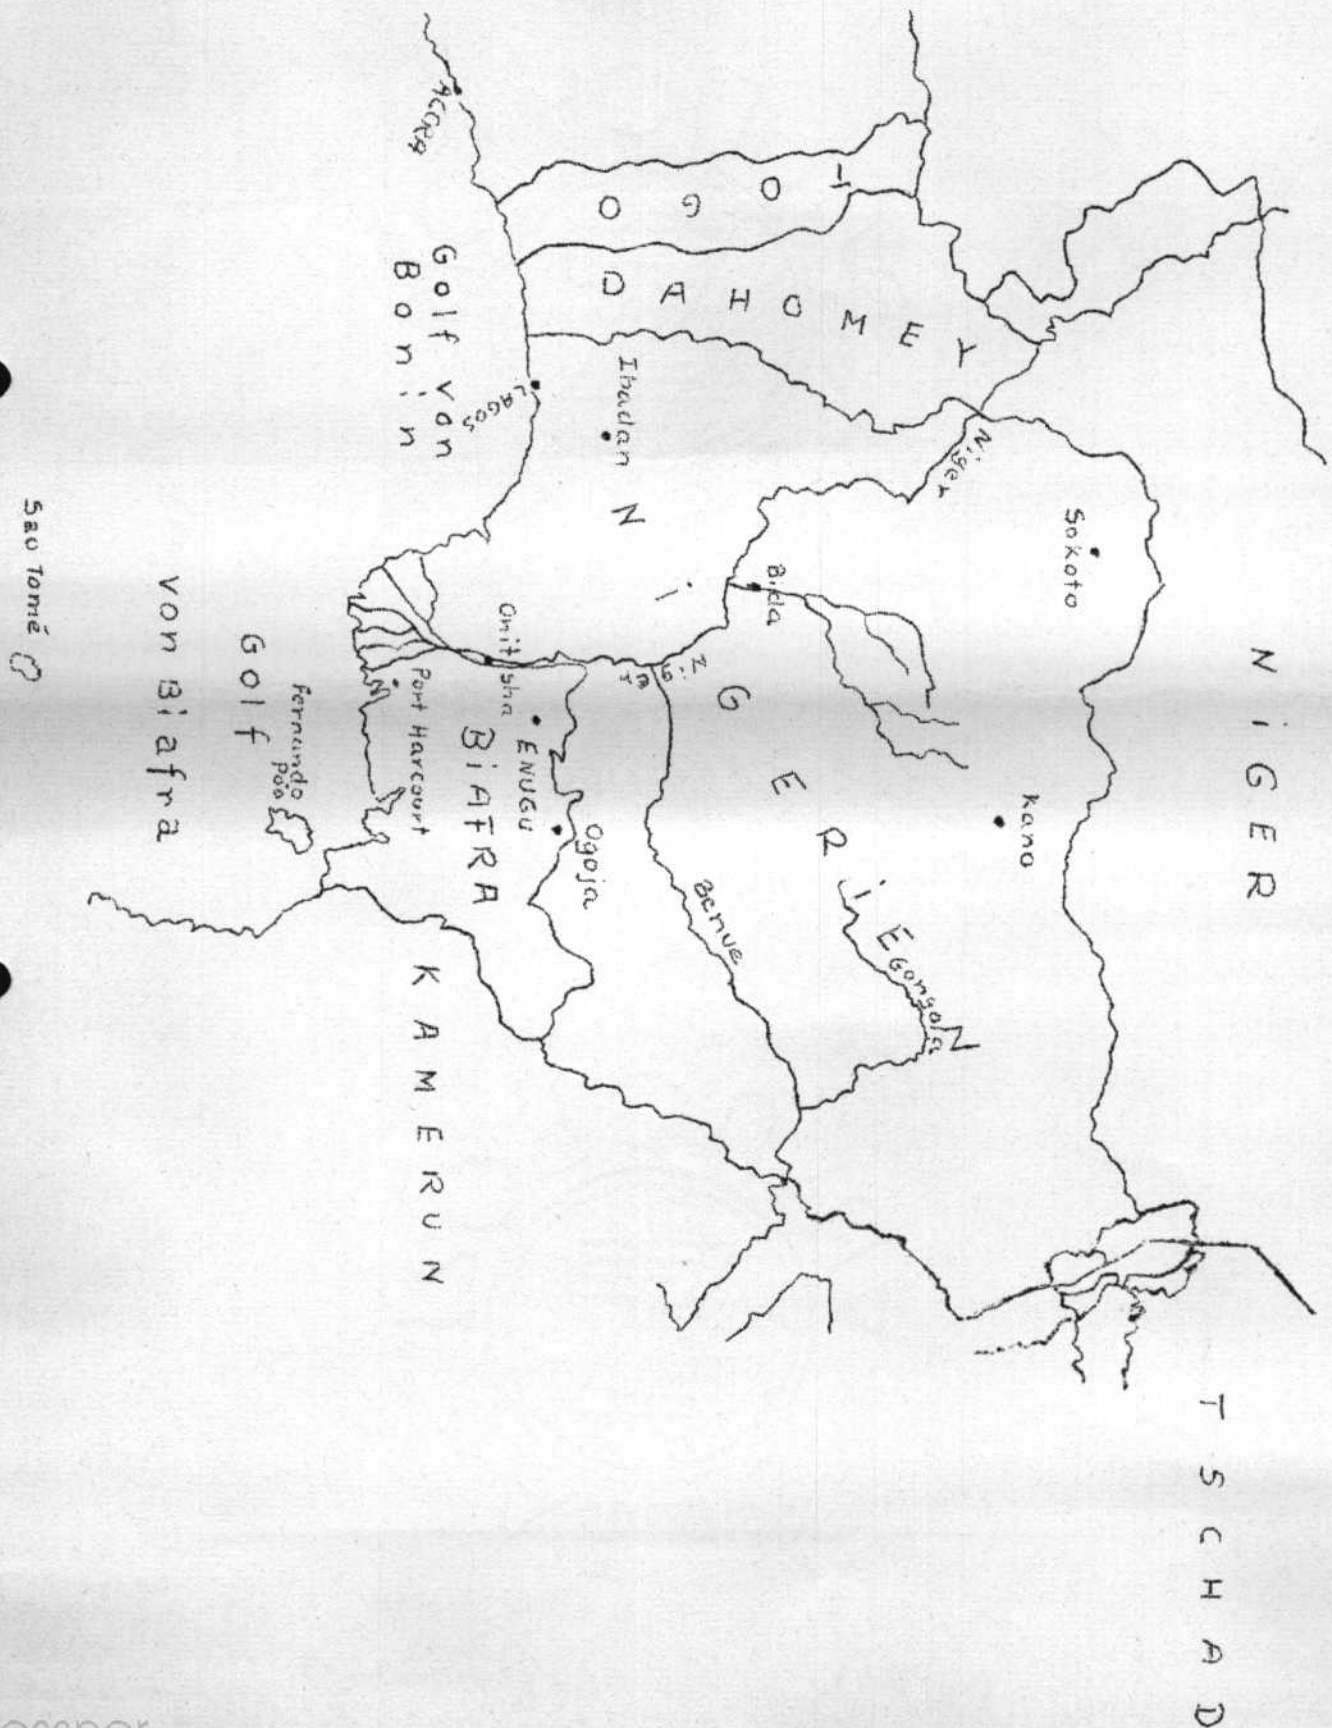 NiGER
TSCHAD
Sokoto
Kano
Niger
TOGO
DAHOMEY
NiGERiEN
Gongola
Bida
Niger
Benue
Ibadan
LAGOS
ACCRA
Onitsha
ENUGU
Ogoja
BiAFRA
Port Harcourt
KAMERUN
Golf von
Bonin
Fernando
Póo
Golf
von Biafra
Sao Tomé